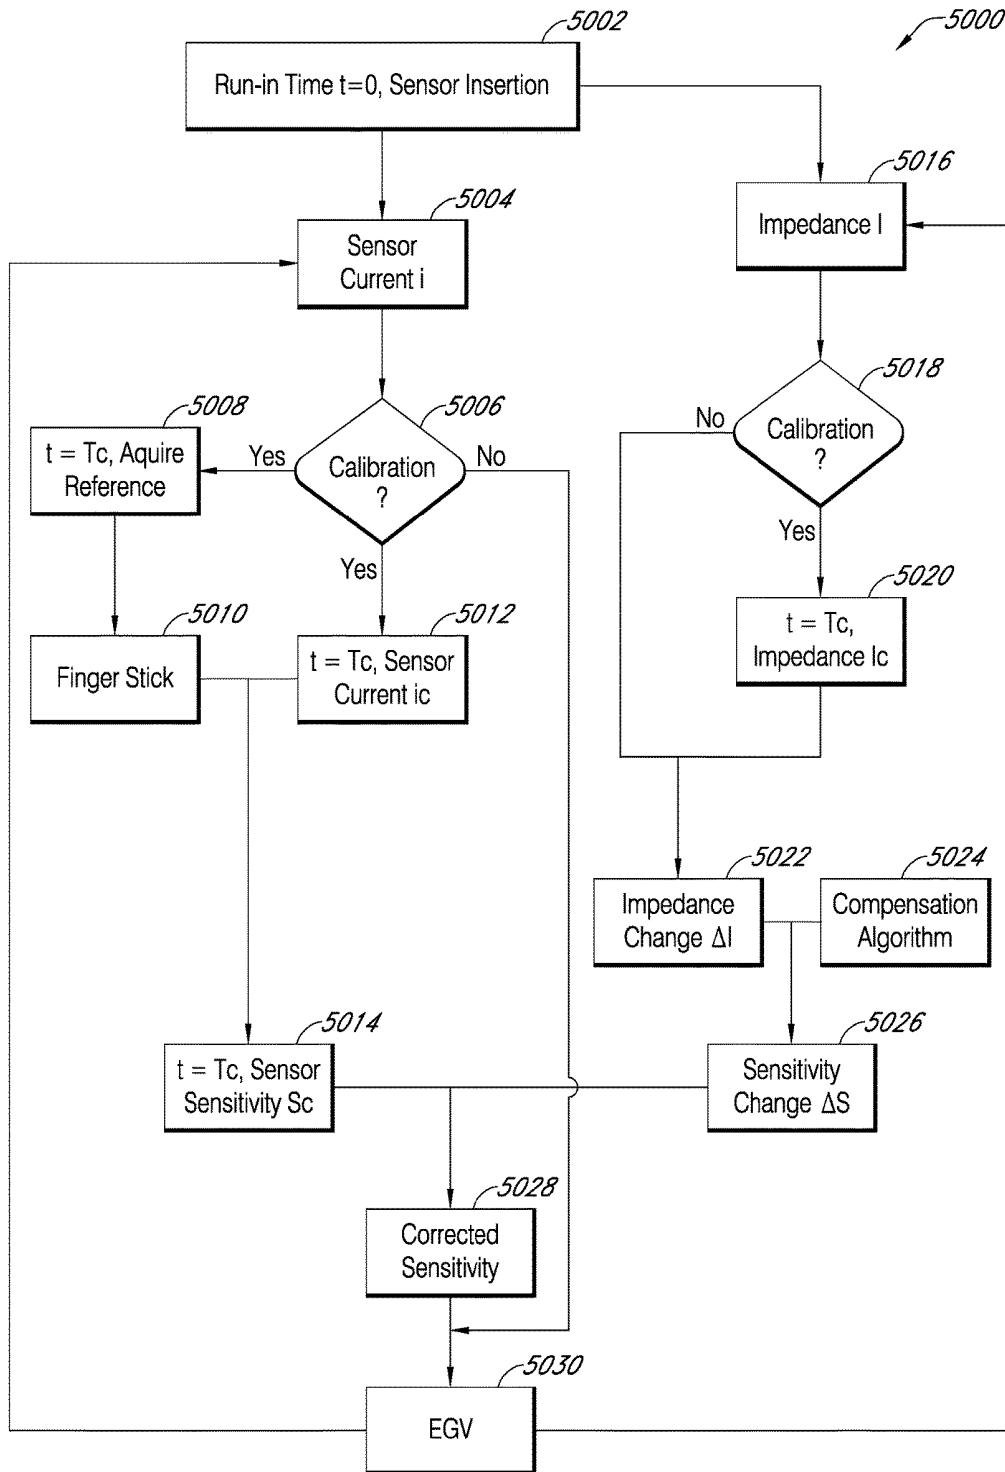 5000
5002
Run-in Time t=0, Sensor Insertion
5004
Sensor
Current i
5016
Impedance I
5006
Calibration
?
Yes
No
Yes
5008
t = Tc, Aquire
Reference
5010
Finger Stick
5012
t = Tc, Sensor
Current ic
5018
Calibration
?
No
Yes
5020
t = Tc,
Impedance Ic
5022
Impedance
Change ΔI
5024
Compensation
Algorithm
5014
t = Tc, Sensor
Sensitivity Sc
5026
Sensitivity
Change ΔS
5028
Corrected
Sensitivity
5030
EGV